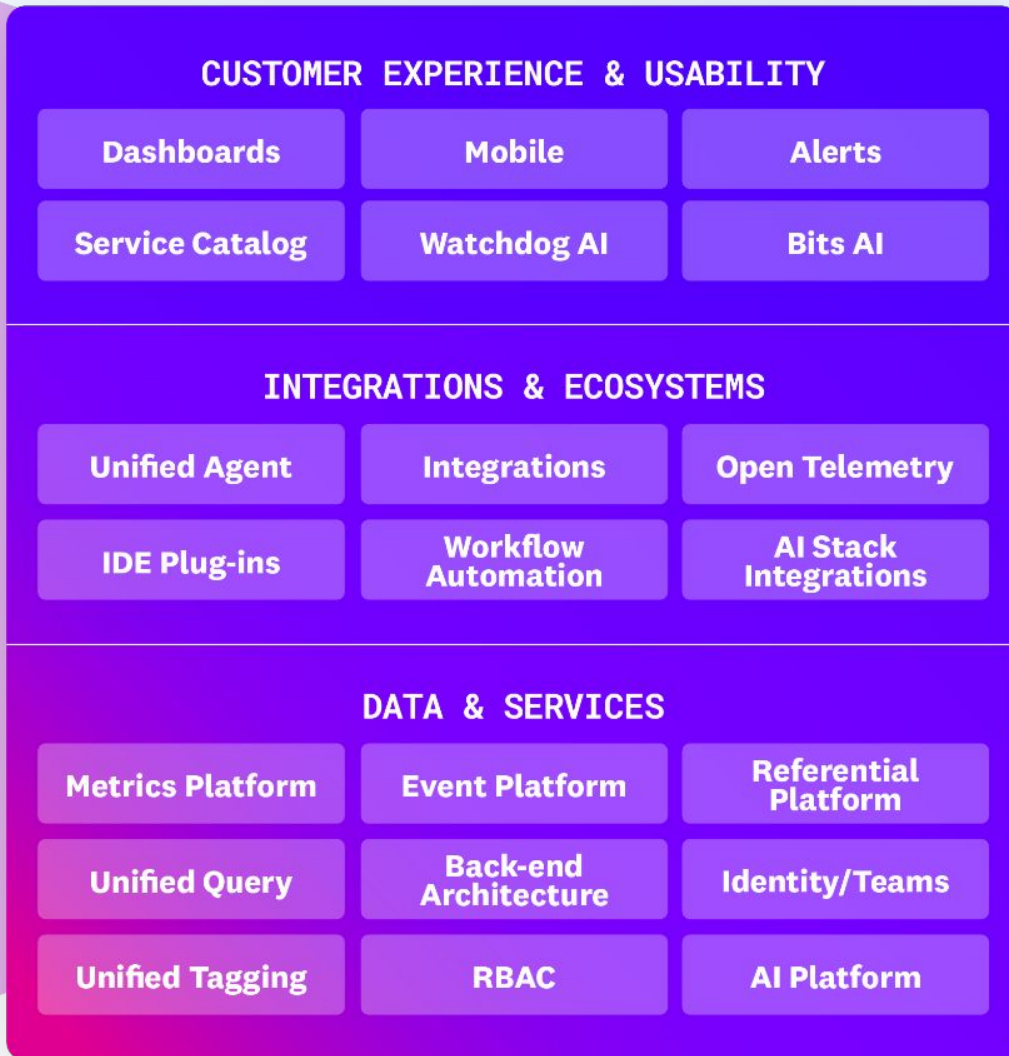 CUSTOMER EXPERIENCE & USABILITY
Dashboards
Mobile
Alerts
Service Catalog
Watchdog AI
Bits AI
INTEGRATIONS & ECOSYSTEMS
Unified Agent
Integrations
Open Telemetry
IDE Plug-ins
Workflow
Automation
AI Stack
Integrations
DATA & SERVICES
Metrics Platform
Event Platform
Referential
Platform
Unified Query
Back-end
Architecture
Identity/Teams
Unified Tagging
RBAC
AI Platform